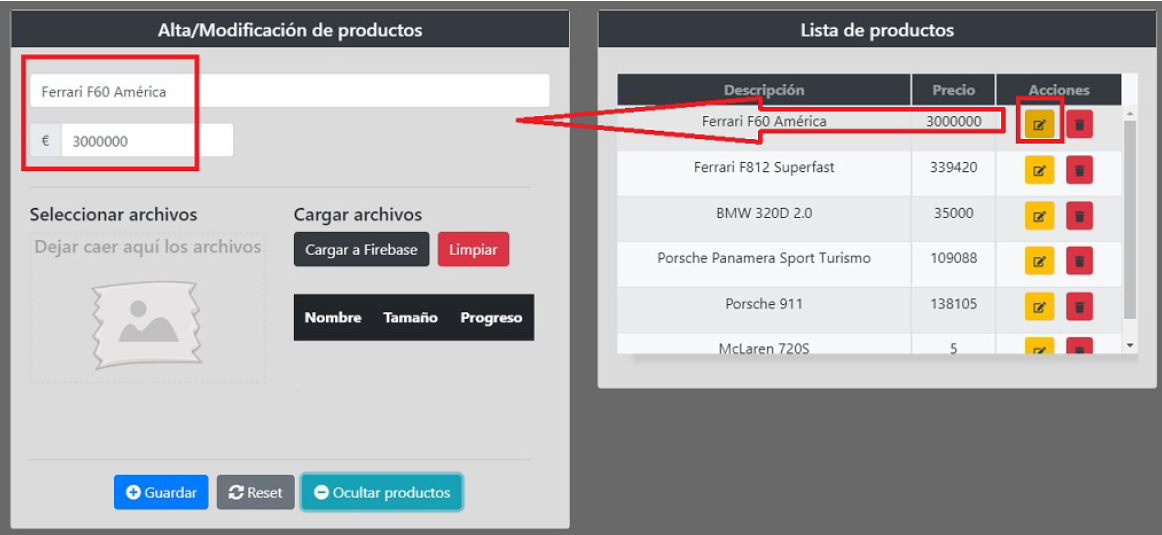 Alta/Modificación de productos
Ferrari F60 América
€ 3000000
Seleccionar archivos
Dejar caer aquí los archivos
Cargar archivos
Cargar a Firebase Limpiar
Nombre Tamaño Progreso
Guardar Reset Ocultar productos
Lista de productos
Descripción Precio Acciones
Ferrari F60 América 3000000
Ferrari F812 Superfast 339420
BMW 320D 2.0 35000
Porsche Panamera Sport Turismo 109088
Porsche 911 138105
McLaren 720S 5